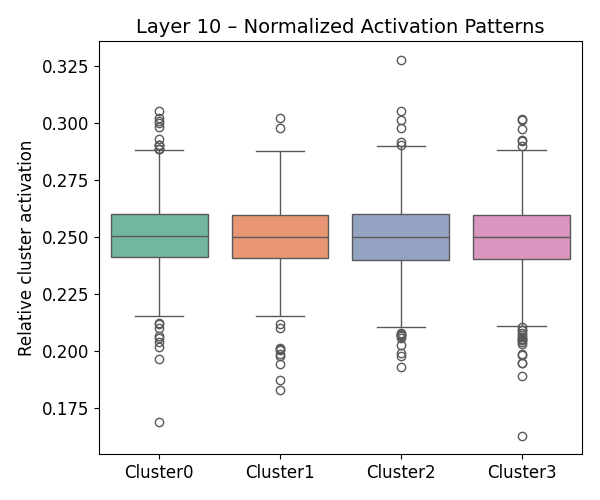 Layer 10 – Normalized Activation Patterns
Relative cluster activation
0.325
0.300
0.275
0.250
0.225
0.200
0.175
Cluster0 Cluster1 Cluster2 Cluster3